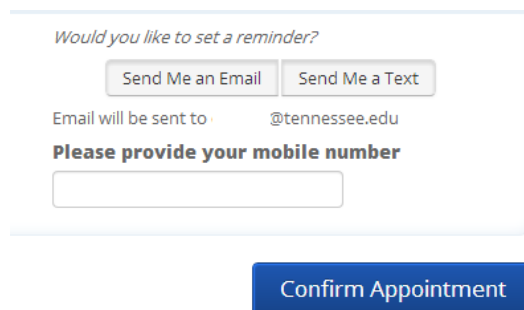 Would you like to set a reminder?
Send Me an Email Send Me a Text
Email will be sent to @tennessee.edu
Please provide your mobile number
Confirm Appointment